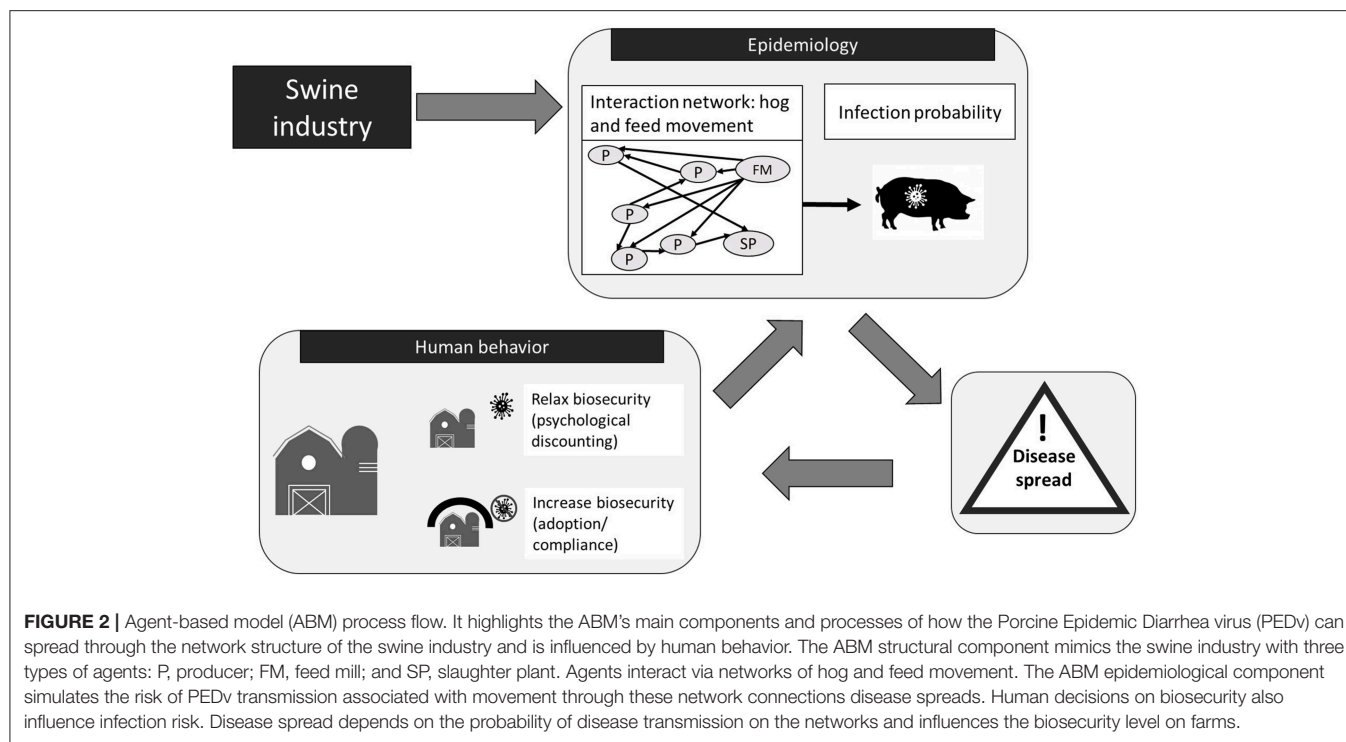 Swine
industry
Epidemiology
Interaction network: hog
and feed movement
P
P
FM
P
P
P
SP
Infection probability
Human behavior
Relax biosecurity
(psychological
discounting)
Increase biosecurity
(adoption/
compliance)
!
Disease
spread
FIGURE 2 | Agent-based model (ABM) process flow. It highlights the ABM's main components and processes of how the Porcine Epidemic Diarrhea virus (PEDv) can
spread through the network structure of the swine industry and is influenced by human behavior. The ABM structural component mimics the swine industry with three
types of agents: P, producer; FM, feed mill; and SP, slaughter plant. Agents interact via networks of hog and feed movement. The ABM epidemiological component
simulates the risk of PEDv transmission associated with movement through these network connections disease spreads. Human decisions on biosecurity also
influence infection risk. Disease spread depends on the probability of disease transmission on the networks and influences the biosecurity level on farms.